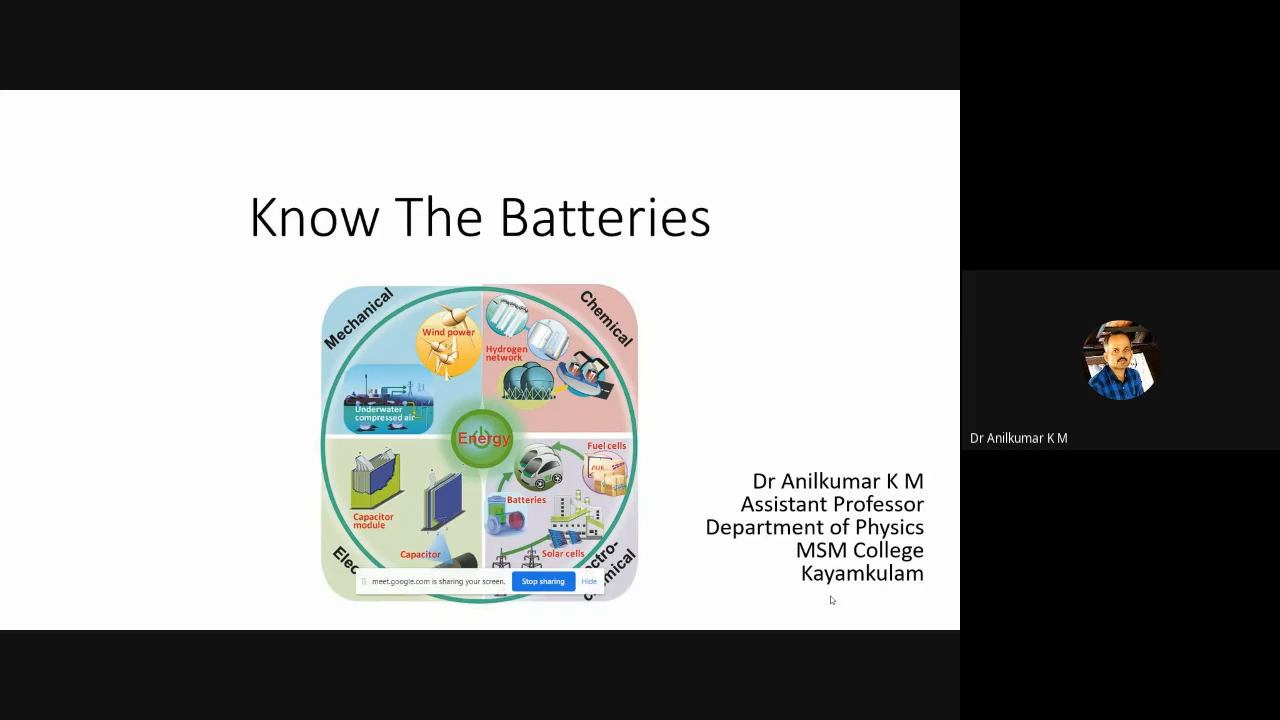 Know The Batteries
Mechanical
Chemical
Wind power
Hydrogen
network
Underwater
compressed air
Energy
Fuel cells
Batteries
Capacitor
module
Capacitor
Solar cells
meet.google.com is sharing your screen.
Stop sharing
Hide
Dr Anilkumar K M
Assistant Professor
Department of Physics
MSM College
Kayamkulam
Dr Anilkumar K M